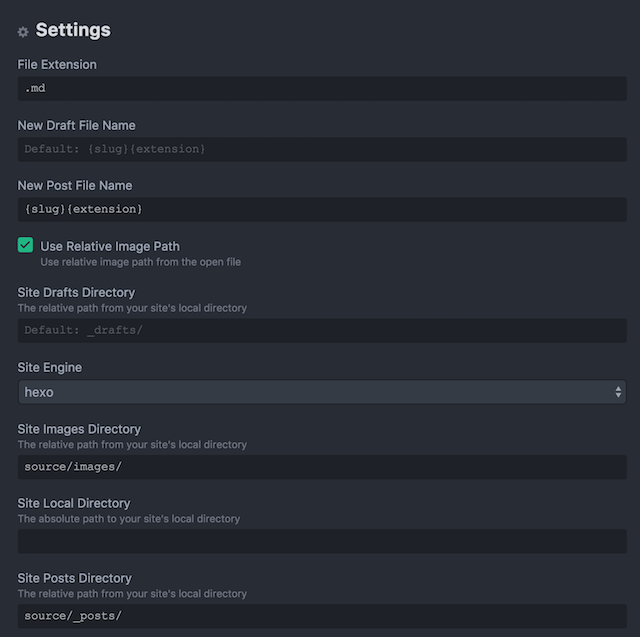 Settings
File Extension
.md
New Draft File Name
Default: {slug}{extension}
New Post File Name
{slug}{extension}
Use Relative Image Path
Use relative image path from the open file
Site Drafts Directory
The relative path from your site's local directory
Default: _drafts/
Site Engine
hexo
Site Images Directory
The relative path from your site's local directory
source/images/
Site Local Directory
The absolute path to your site's local directory
Site Posts Directory
The relative path from your site's local directory
source/_posts/